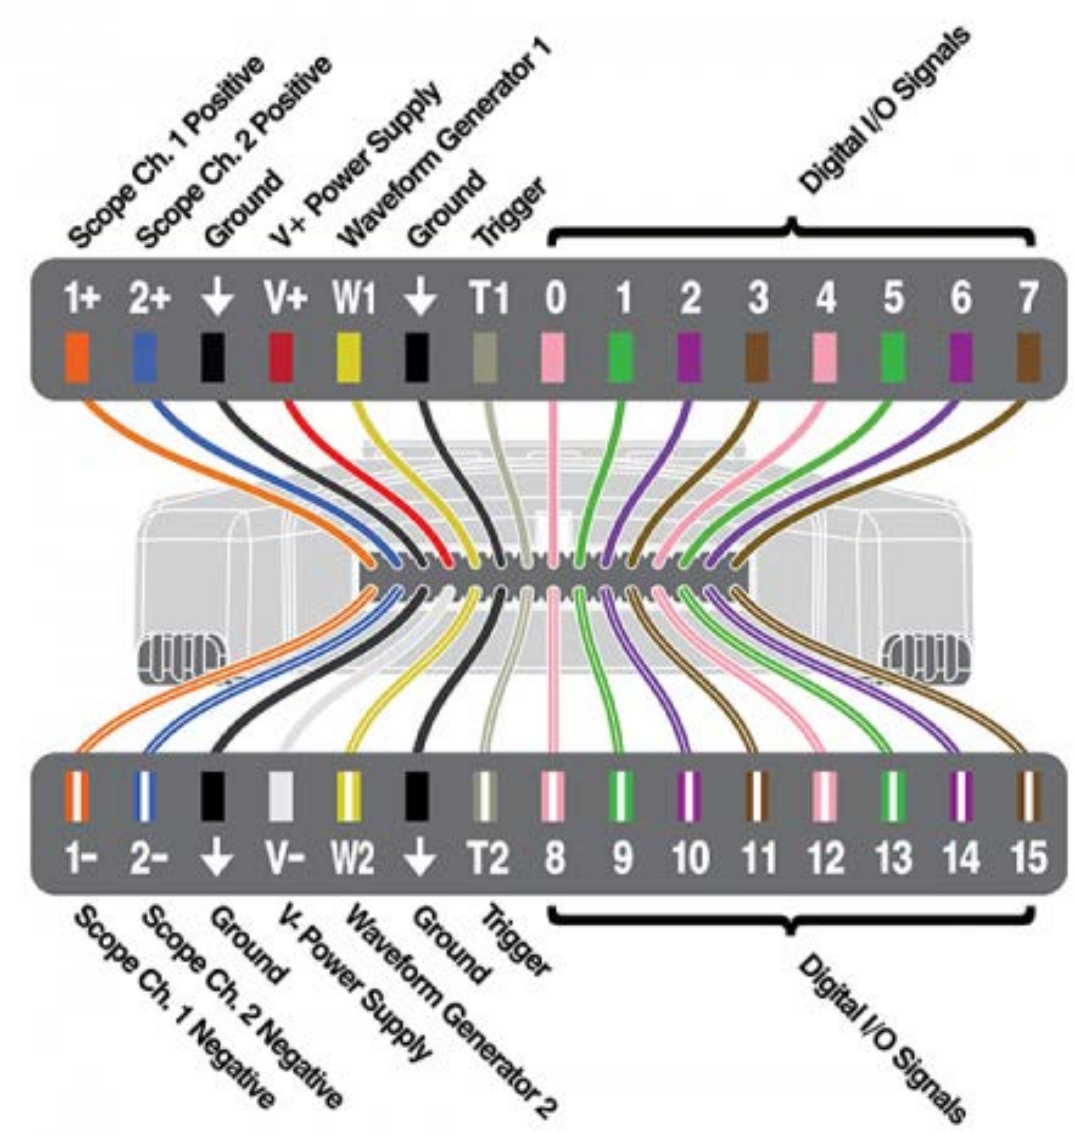 Scope Ch. 1 Positive
Scope Ch. 2 Positive
Ground
V+ Power Supply
Waveform Generator 1
Ground
Trigger
Digital I/O Signals
1+ 2+ ↓ V+ W1 ↓ T1 0 1 2 3 4 5 6 7
1- 2- ↓ V- W2 ↓ T2 8 9 10 11 12 13 14 15
Scope Ch. 1 Negative
Scope Ch. 2 Negative
Ground
V- Power Supply
Waveform Generator 2
Ground
Trigger
Digital I/O Signals